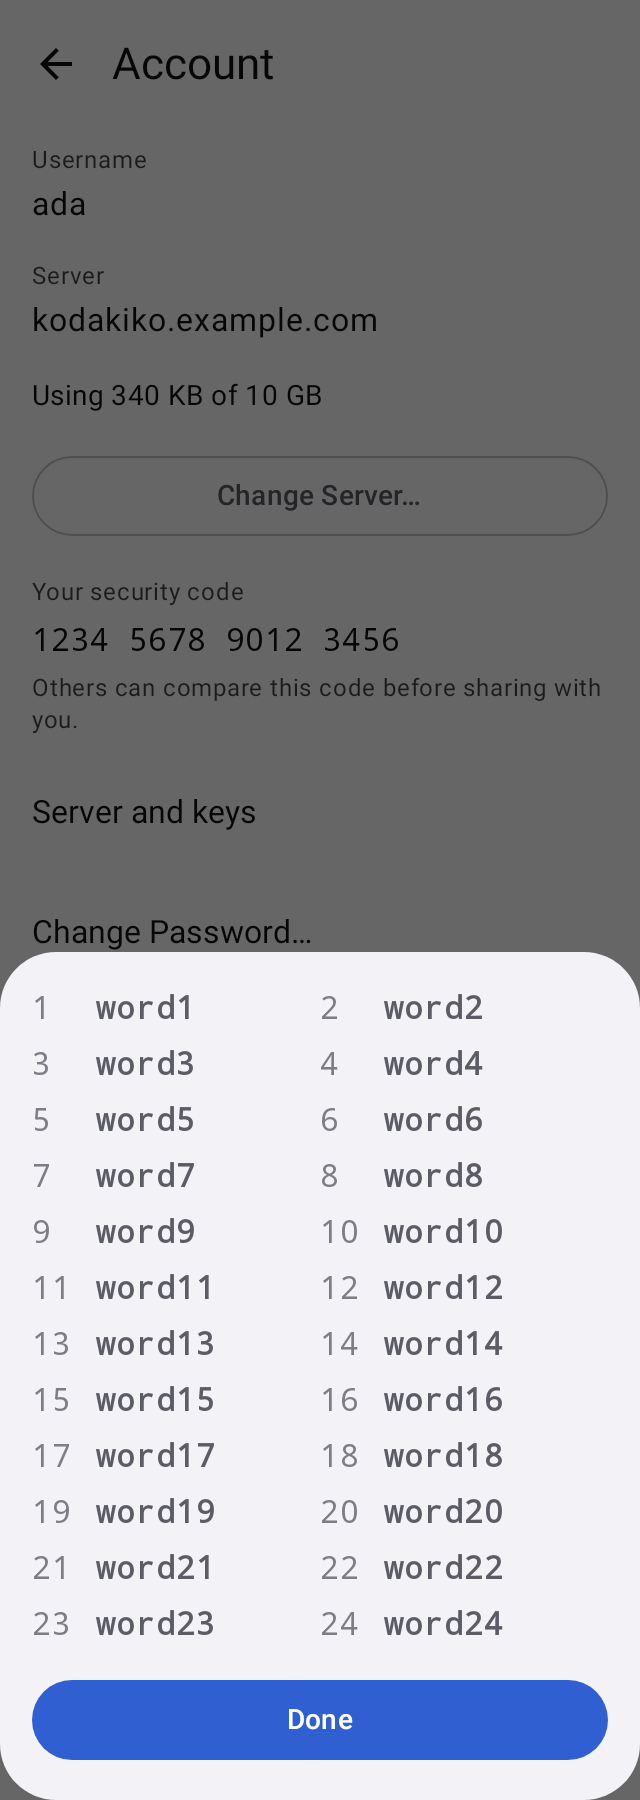 Account
Username
ada
Server
kodakiko.example.com
Using 340 KB of 10 GB
Change Server…
Your security code
1234 5678 9012 3456
Others can compare this code before sharing with
you.
Server and keys
Change Password…
1 word1 2 word2
3 word3 4 word4
5 word5 6 word6
7 word7 8 word8
9 word9 10 word10
11 word11 12 word12
13 word13 14 word14
15 word15 16 word16
17 word17 18 word18
19 word19 20 word20
21 word21 22 word22
23 word23 24 word24
Done